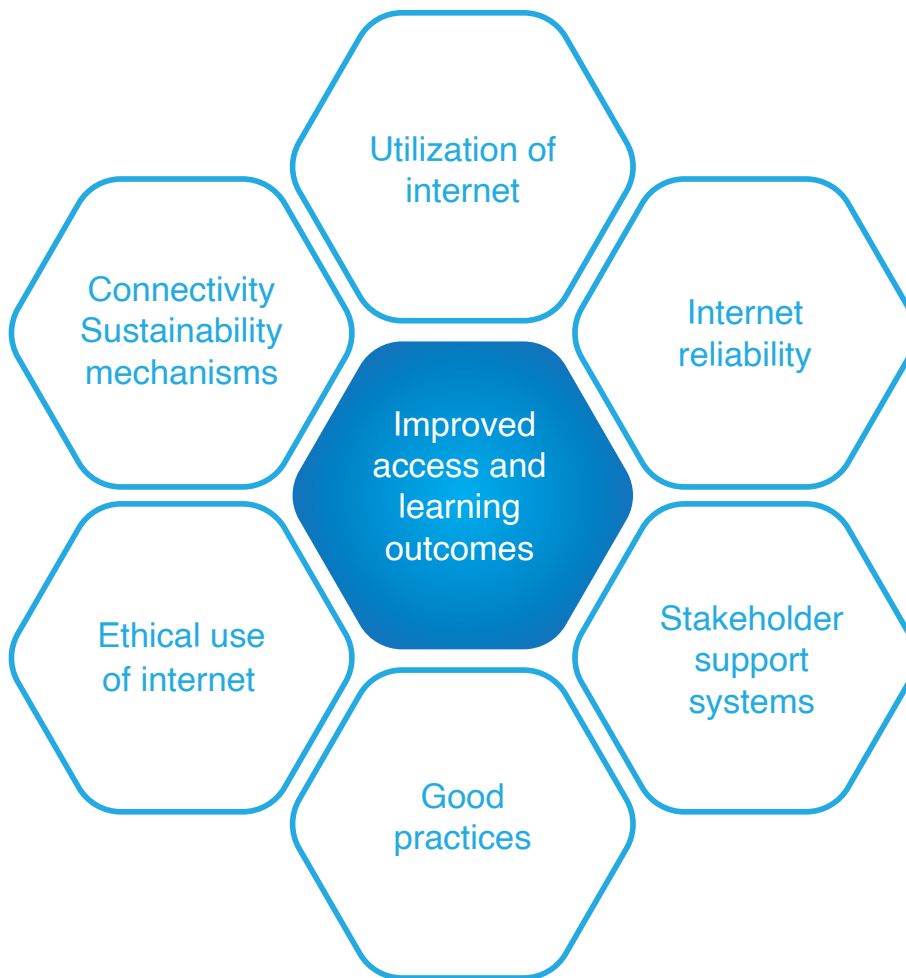 Utilization of
internet
Connectivity
Sustainability
mechanisms
Internet
reliability
Improved
access and
learning
outcomes
Ethical use
of internet
Stakeholder
support
systems
Good
practices